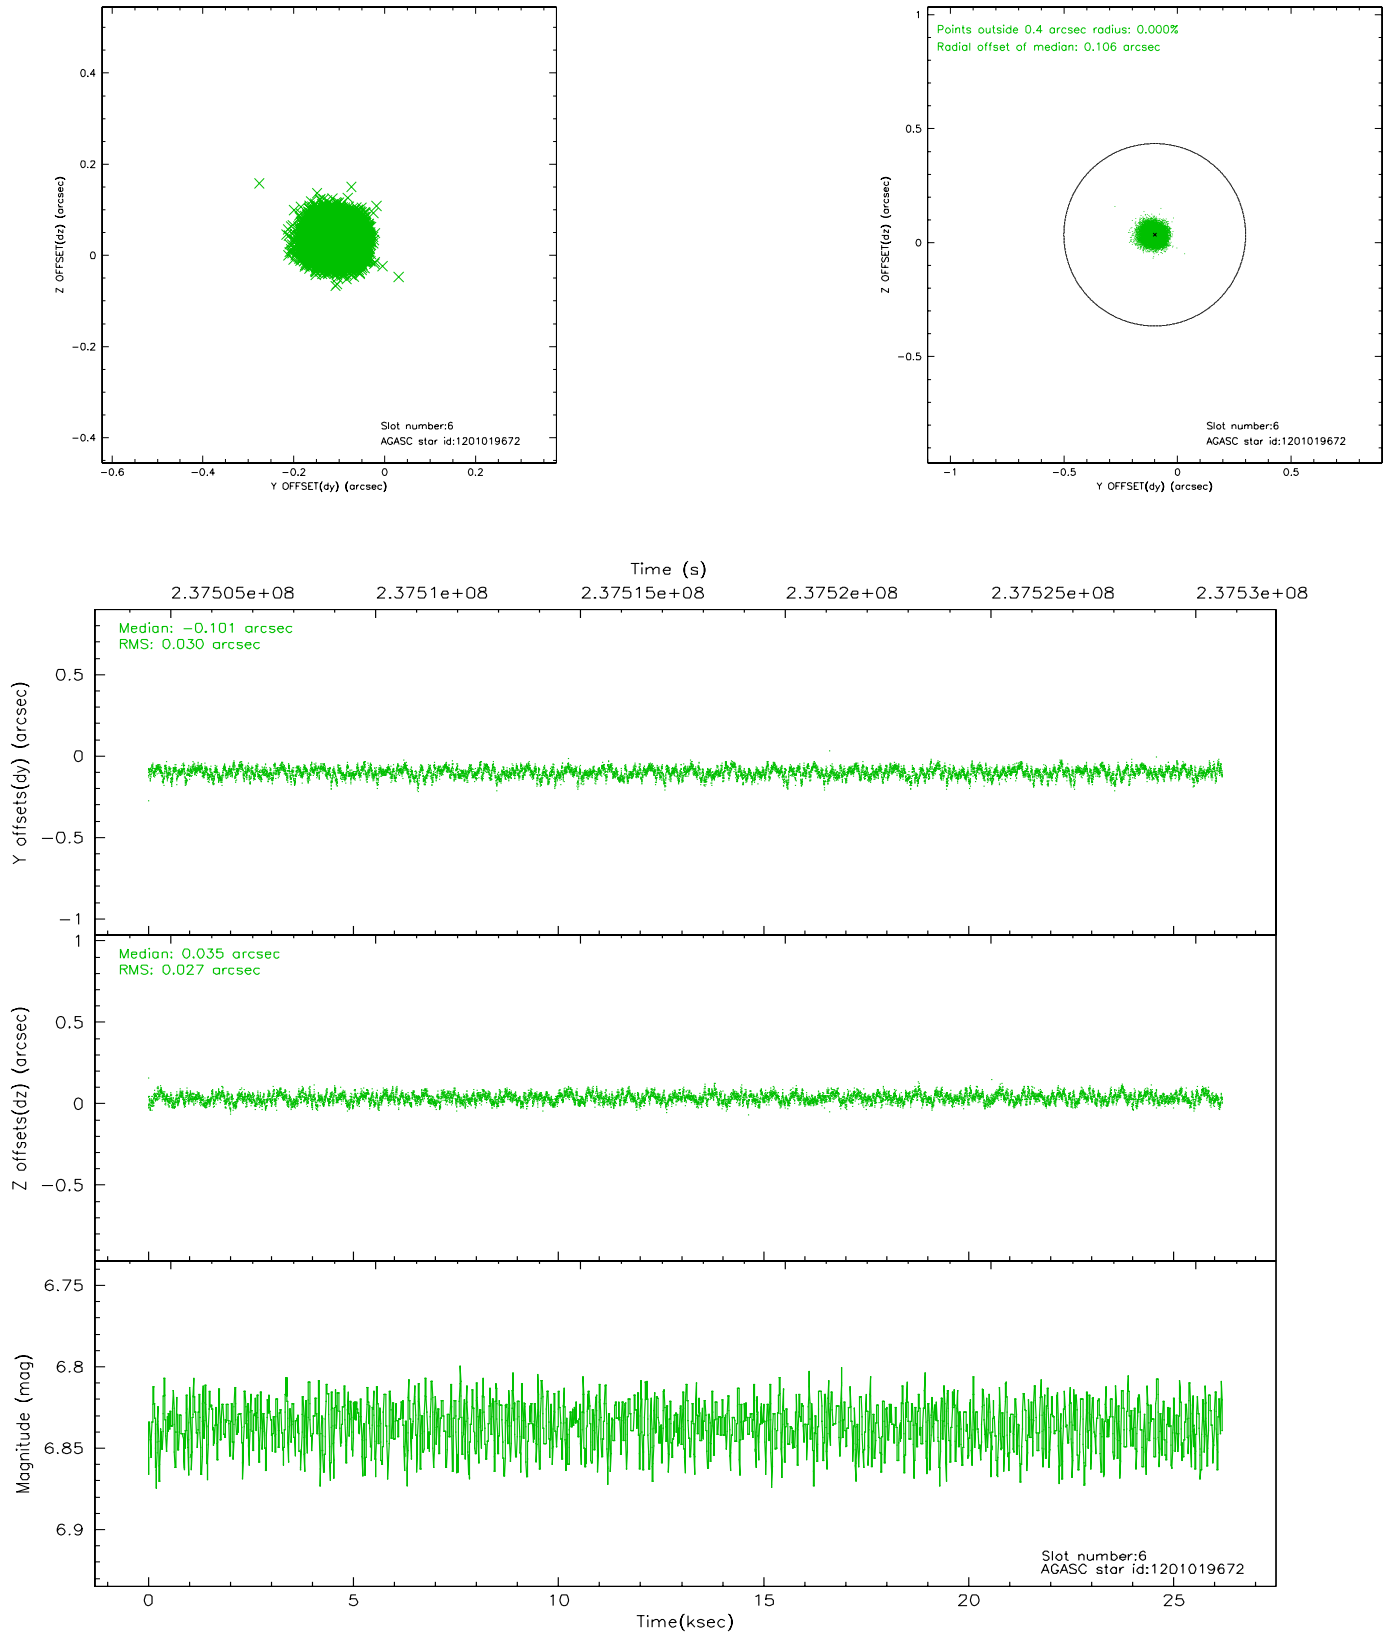 0.4
0.2
0
−0.2
−0.4
Z OFFSET(dz) (arcsec)
Slot number:6
AGASC star id:1201019672
−0.6 −0.4 −0.2 0 0.2
Y OFFSET(dy) (arcsec)
Points outside 0.4 arcsec radius: 0.000%
Radial offset of median: 0.106 arcsec
1
0.5
0
−0.5
Z OFFSET(dz) (arcsec)
Slot number:6
AGASC star id:1201019672
−1 −0.5 0 0.5
Y OFFSET(dy) (arcsec)
Time (s)
2.37505e+08 2.3751e+08 2.37515e+08 2.3752e+08 2.37525e+08 2.3753e+08
Median: −0.101 arcsec
RMS: 0.030 arcsec
0.5
0
−0.5
−1
Y offsets(dy) (arcsec)
Median: 0.035 arcsec
RMS: 0.027 arcsec
1
0.5
0
−0.5
Z offsets(dz) (arcsec)
6.75
6.8
6.85
6.9
Magnitude (mag)
Slot number:6
AGASC star id:1201019672
0 5 10 15 20 25
Time(ksec)